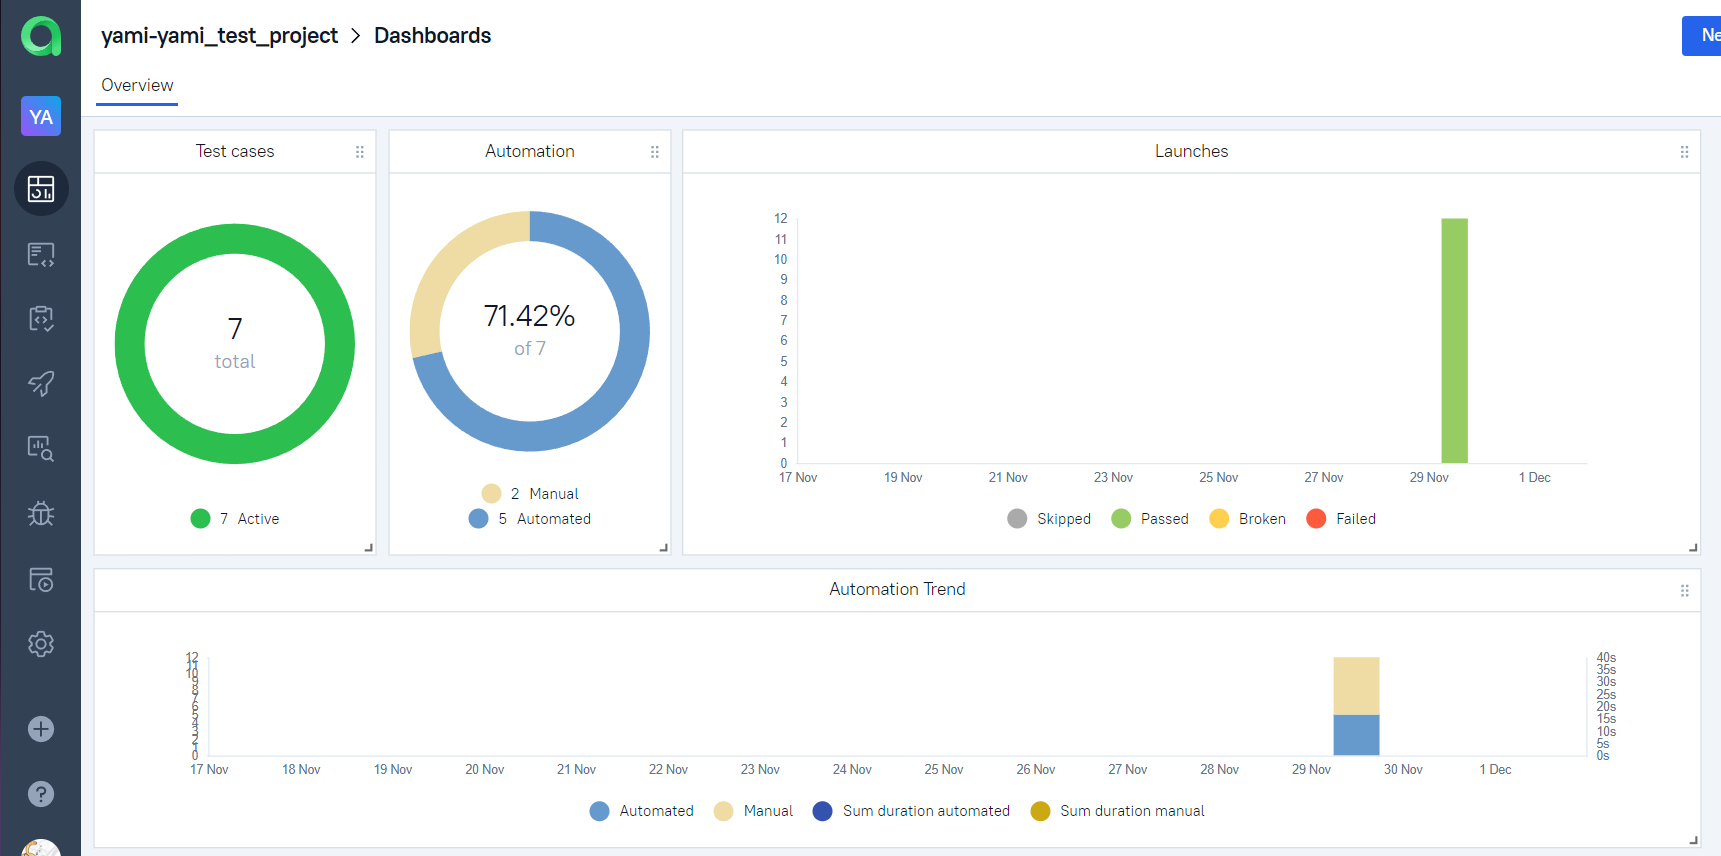 yami-yami_test_project > Dashboards
Ne
Overview
YA
Test cases
7
total
7 Active
Automation
71.42%
of 7
2 Manual
5 Automated
Launches
12
11
10
9
8
7
6
5
4
3
2
1
0
17 Nov 19 Nov 21 Nov 23 Nov 25 Nov 27 Nov 29 Nov 1 Dec
Skipped Passed Broken Failed
Automation Trend
12
11
10
9
8
7
6
5
4
3
2
1
0
40s
35s
30s
25s
20s
15s
10s
5s
0s
17 Nov 18 Nov 19 Nov 20 Nov 21 Nov 22 Nov 23 Nov 24 Nov 25 Nov 26 Nov 27 Nov 28 Nov 29 Nov 30 Nov 1 Dec
Automated Manual Sum duration automated Sum duration manual